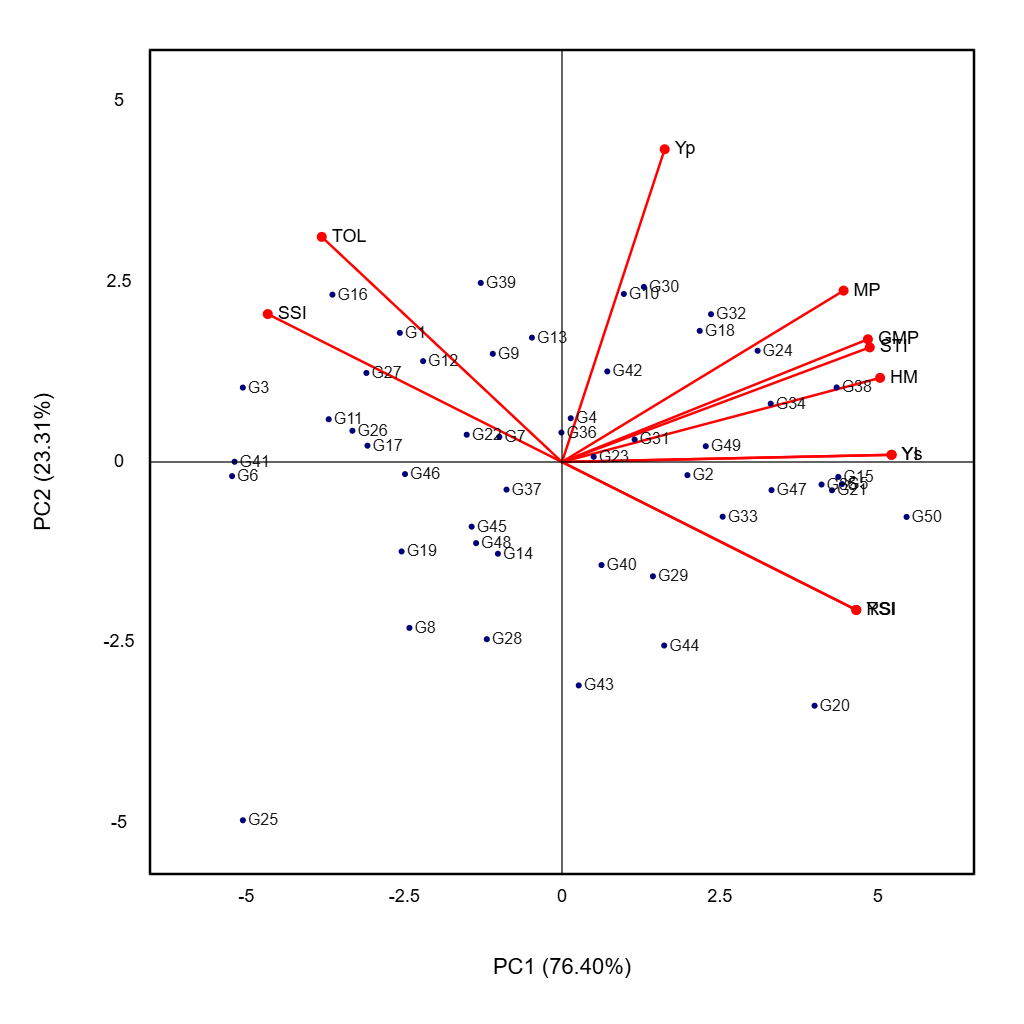 5
Yp
TOL
2.5
G39
G30
G10
MP
G16
SSI
G32
G1
G13
G18
GMP
STI
G9
G24
G12
G42
G27
HM
G3
G38
G34
G11
G4
G26
G36
G22
G7
G31
G17
G49
G23
0
G41
G6
G46
G2
G15
G5
G37
G47
G21
G33
G50
G45
G48
G19
G14
G40
G29
G8
G28
G44
-2.5
G43
G20
G25
-5
-5
-2.5
0
2.5
5
PC1 (76.40%)
PC2 (23.31%)